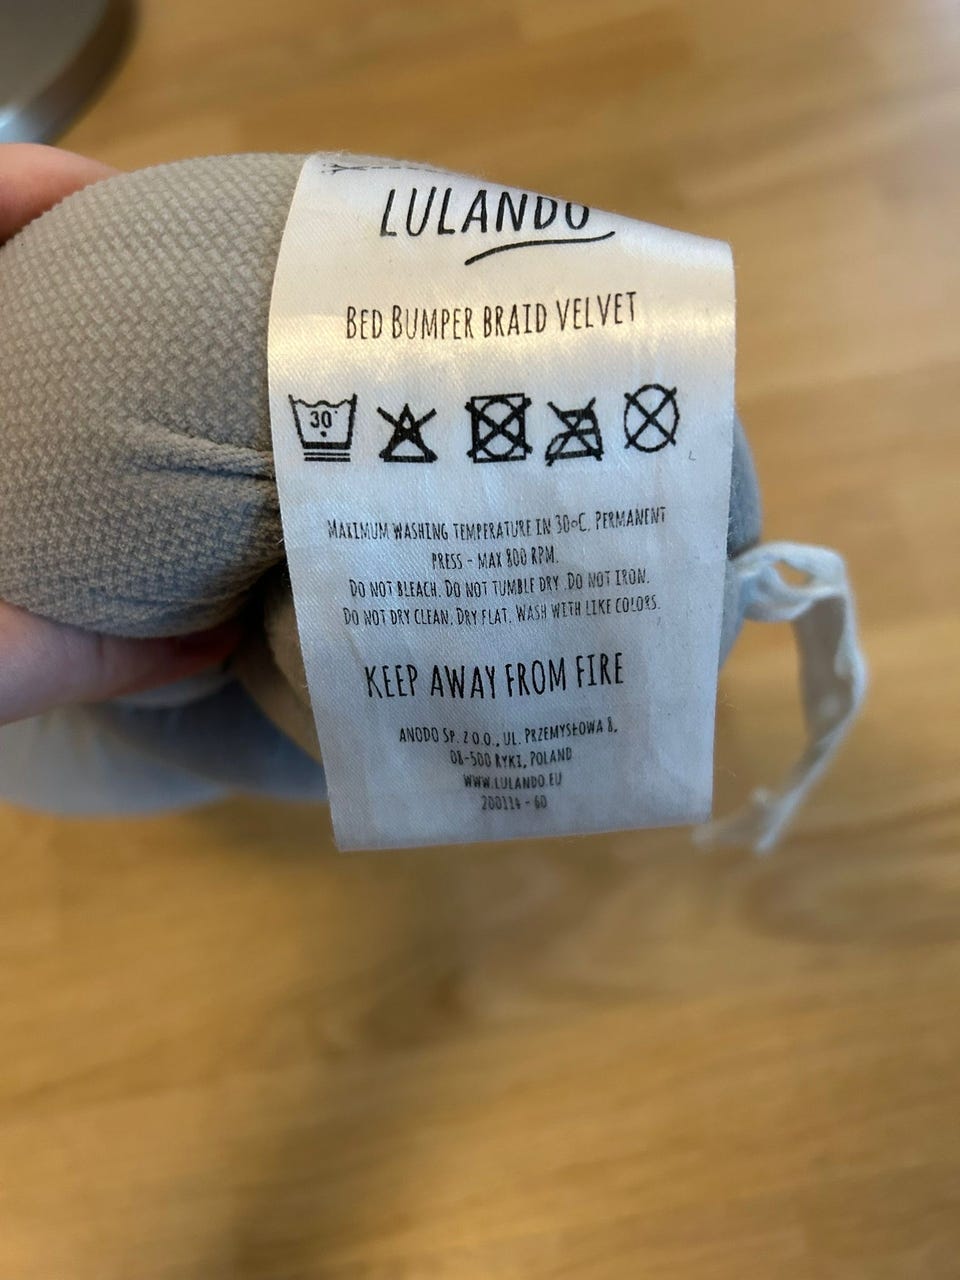 LULANDO
BED BUMPER BRAID VELVET
30°
MAXIMUM WASHING TEMPERATURE IN 30°C. PERMANENT
PRESS - MAX 800 RPM.
DO NOT BLEACH. DO NOT TUMBLE DRY. DO NOT IRON.
DO NOT DRY CLEAN. DRY FLAT. WASH WITH LIKE COLORS.
KEEP AWAY FROM FIRE
ANODO SP. Z O.O., UL. PRZEMYSŁOWA 8,
08-500 RYKI, POLAND
WWW.LULANDO.EU
200114 - 60